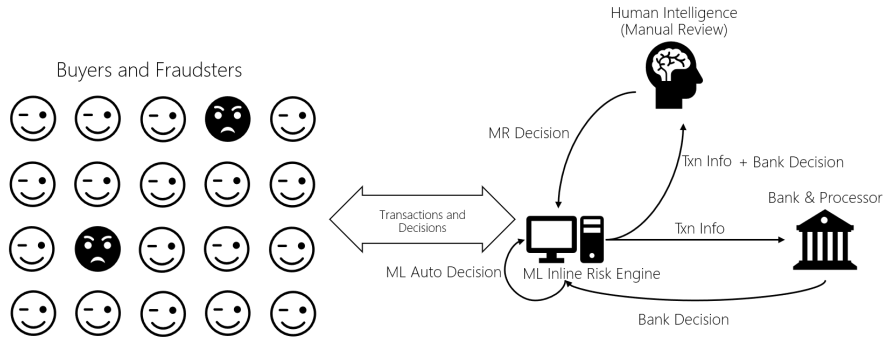 Human Intelligence
(Manual Review)
Buyers and Fraudsters
MR Decision
Txn Info + Bank Decision
Bank & Processor
Transactions and
Decisions
Txn Info
ML Auto Decision
ML Inline Risk Engine
Bank Decision